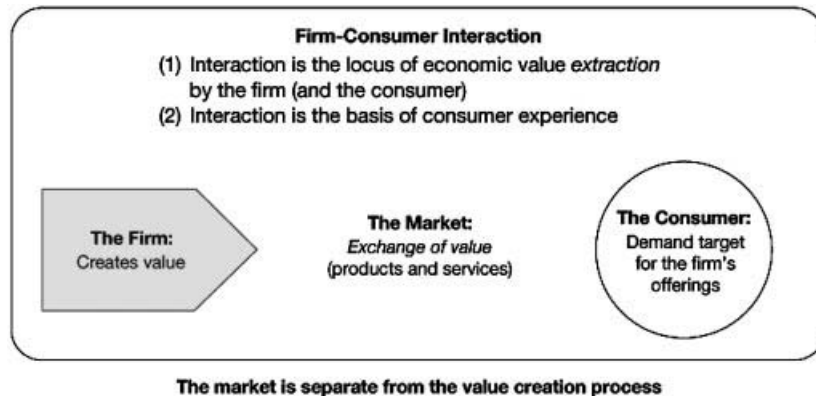 Firm-Consumer Interaction
(1) Interaction is the locus of economic value extraction
by the firm (and the consumer)
(2) Interaction is the basis of consumer experience
The Firm:
Creates value
The Market:
Exchange of value
(products and services)
The Consumer:
Demand target
for the firm's
offerings
The market is separate from the value creation process